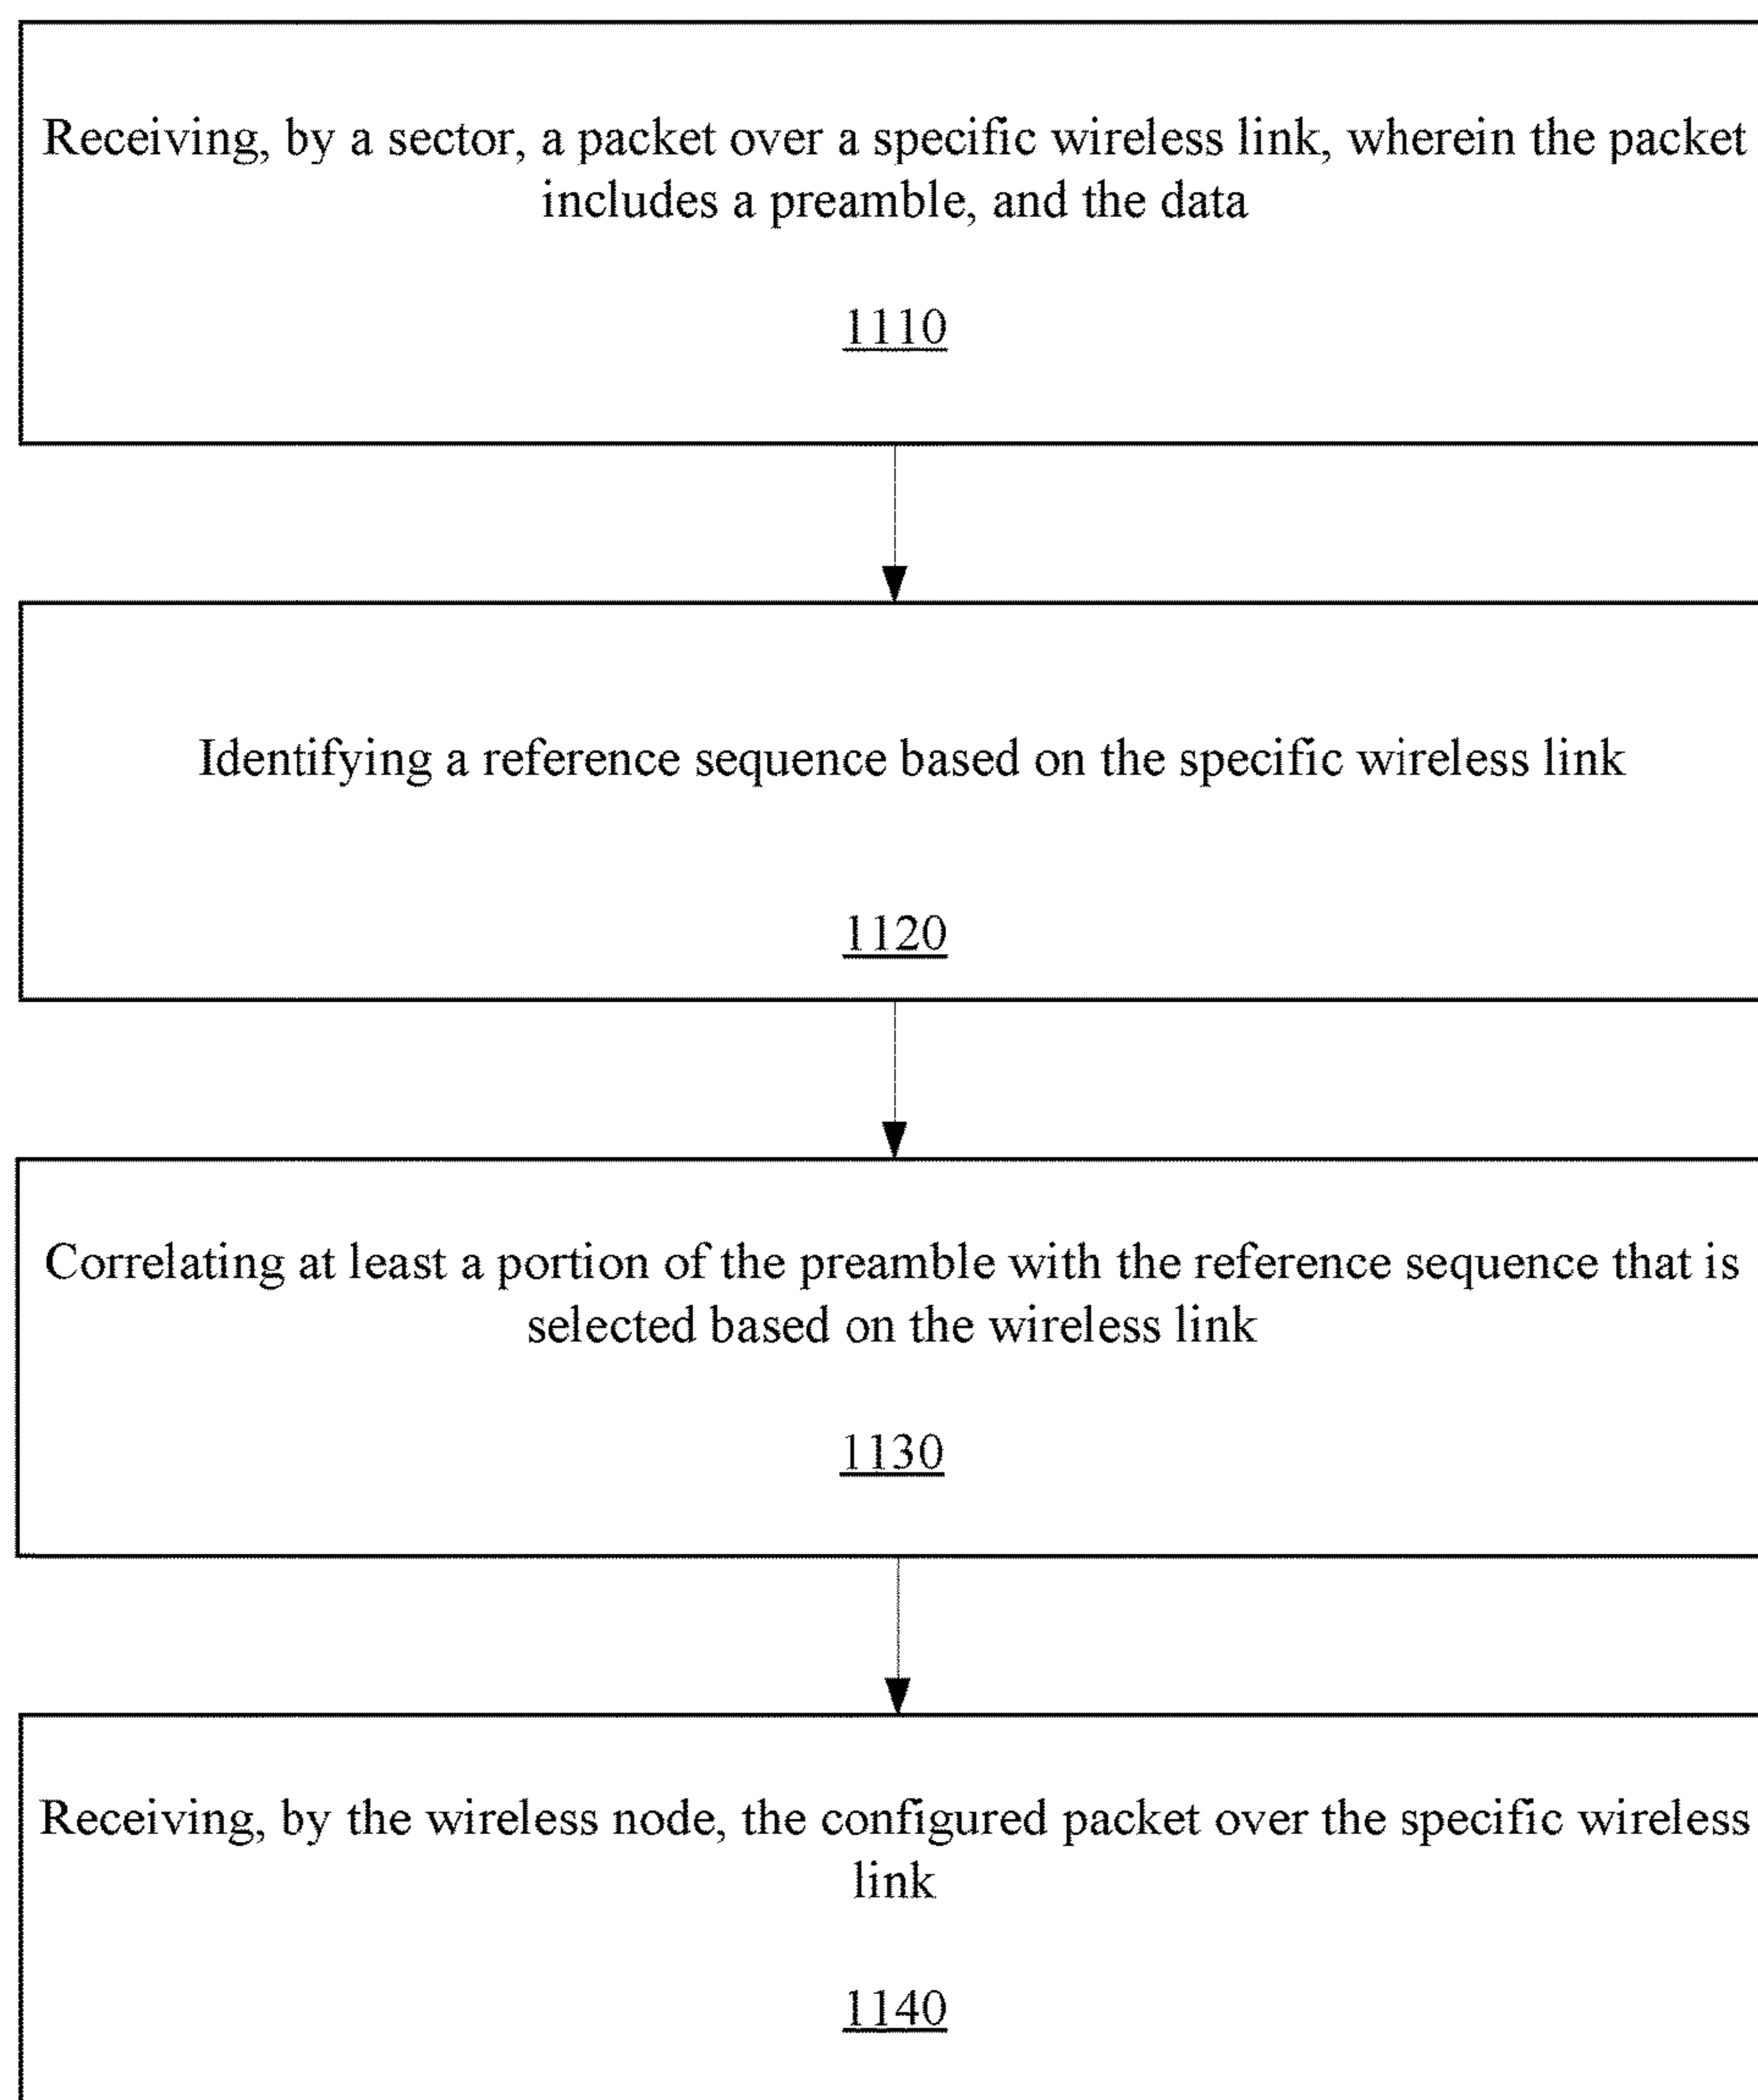 Receiving, by a sector, a packet over a specific wireless link, wherein the packet
includes a preamble, and the data
1110
Identifying a reference sequence based on the specific wireless link
1120
Correlating at least a portion of the preamble with the reference sequence that is
selected based on the wireless link
1130
Receiving, by the wireless node, the configured packet over the specific wireless
link
1140